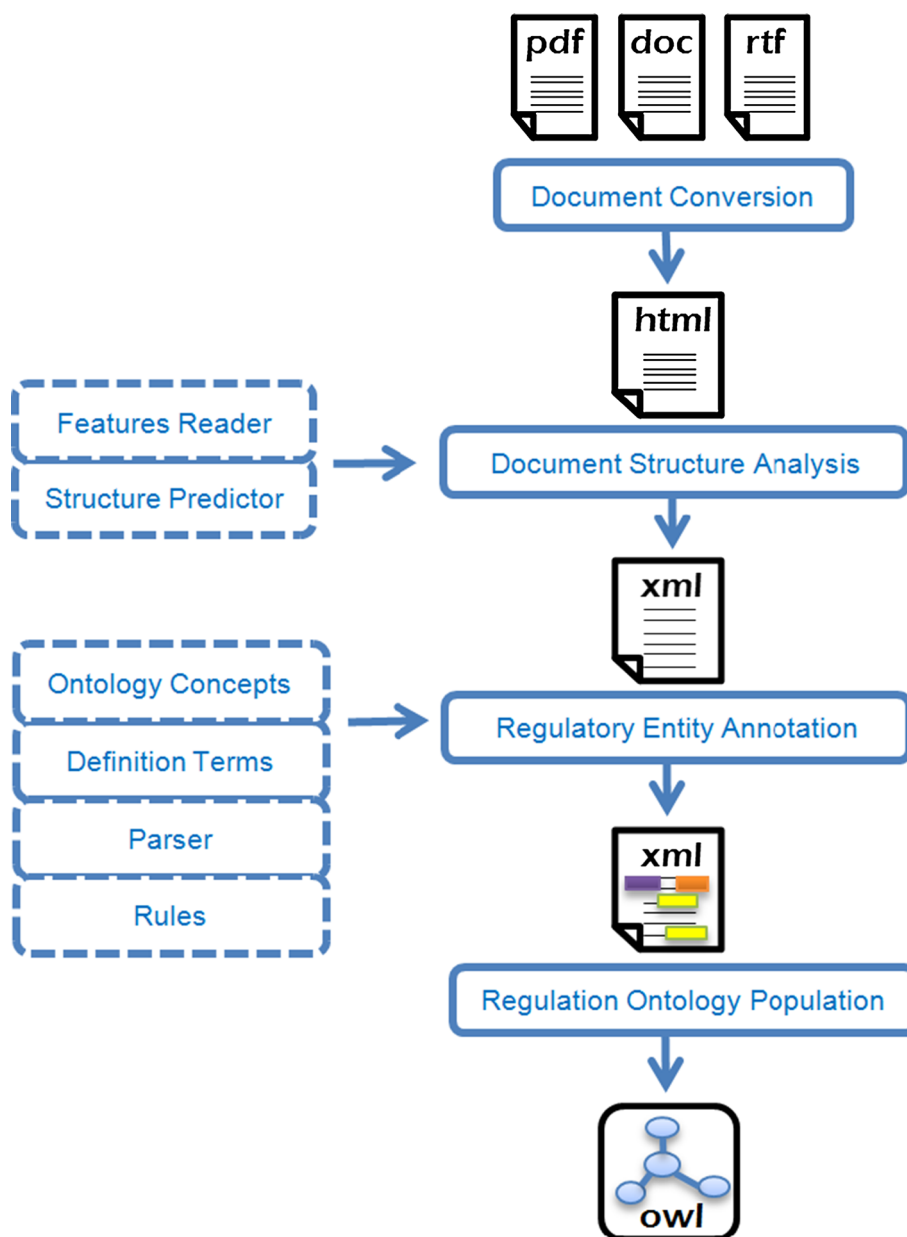 pdf doc rtf
Document Conversion
html
Features Reader
Structure Predictor
Document Structure Analysis
xml
Ontology Concepts
Definition Terms
Parser
Rules
Regulatory Entity Annotation
xml
Regulation Ontology Population
owl